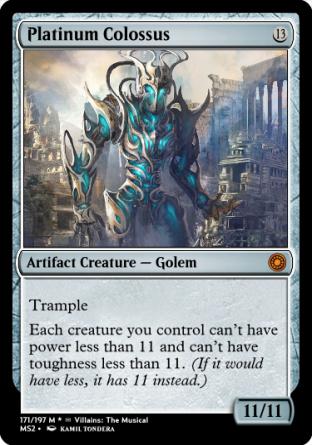 Platinum Colossus
13
Artifact Creature — Golem
Trample
Each creature you control can't have
power less than 11 and can't have
toughness less than 11. (If it would
have less, it has 11 instead.)
11/11
171/197 M * = Villains: The Musical
MS2 • KAMIL TONDERA